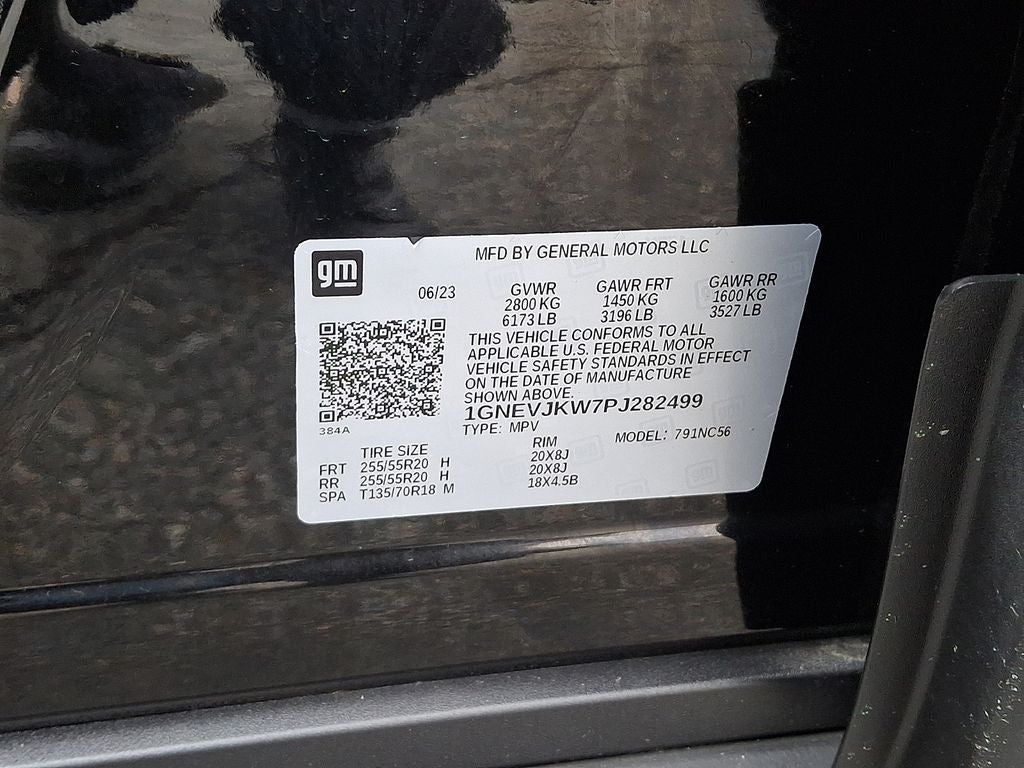 gm
MFD BY GENERAL MOTORS LLC
06/23
GVWR GAWR FRT GAWR RR
2800 KG 1450 KG 1600 KG
6173 LB 3196 LB 3527 LB
THIS VEHICLE CONFORMS TO ALL
APPLICABLE U.S. FEDERAL MOTOR
VEHICLE SAFETY STANDARDS IN EFFECT
ON THE DATE OF MANUFACTURE
SHOWN ABOVE.
1GNEVJKW7PJ282499
TYPE: MPV MODEL: 791NC56
384A
TIRE SIZE RIM
FRT 255/55R20 H 20X8J
RR 255/55R20 H 20X8J
SPA T135/70R18 M 18X4.5B